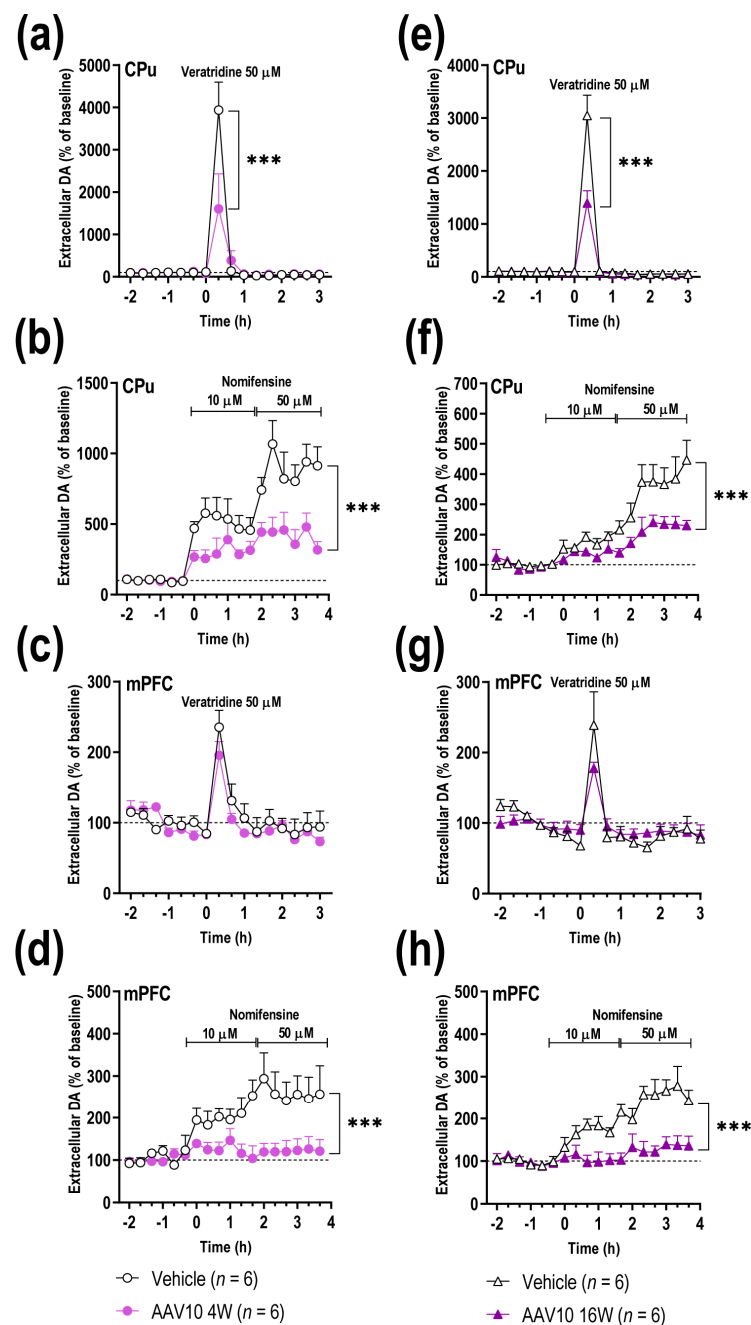 (a)
CPu
Veratridine 50 μM
Extracellular DA (% of baseline)
5000
4000
3000
2000
1000
0
***
-2 -1 0 1 2 3
Time (h)
(b)
CPu
Nomifensine
10 μM 50 μM
Extracellular DA (% of baseline)
1500
1000
500
0
***
-2 -1 0 1 2 3 4
Time (h)
(c)
mPFC
Veratridine 50 μM
Extracellular DA (% of baseline)
300
200
100
0
-2 -1 0 1 2 3
Time (h)
(d)
mPFC
Nomifensine
10 μM 50 μM
Extracellular DA (% of baseline)
500
400
300
200
100
0
***
-2 -1 0 1 2 3 4
Time (h)
Vehicle (n = 6)
AAV10 4W (n = 6)
(e)
CPu
Veratridine 50 μM
Extracellular DA (% of baseline)
4000
3000
2000
1000
0
***
-2 -1 0 1 2 3
Time (h)
(f)
CPu
Nomifensine
10 μM 50 μM
Extracellular DA (% of baseline)
700
600
500
400
300
200
100
0
***
-2 -1 0 1 2 3 4
Time (h)
(g)
mPFC
Veratridine 50 μM
Extracellular DA (% of baseline)
300
200
100
0
-2 -1 0 1 2 3
Time (h)
(h)
mPFC
Nomifensine
10 μM 50 μM
Extracellular DA (% of baseline)
500
400
300
200
100
0
***
-2 -1 0 1 2 3 4
Time (h)
Vehicle (n = 6)
AAV10 16W (n = 6)